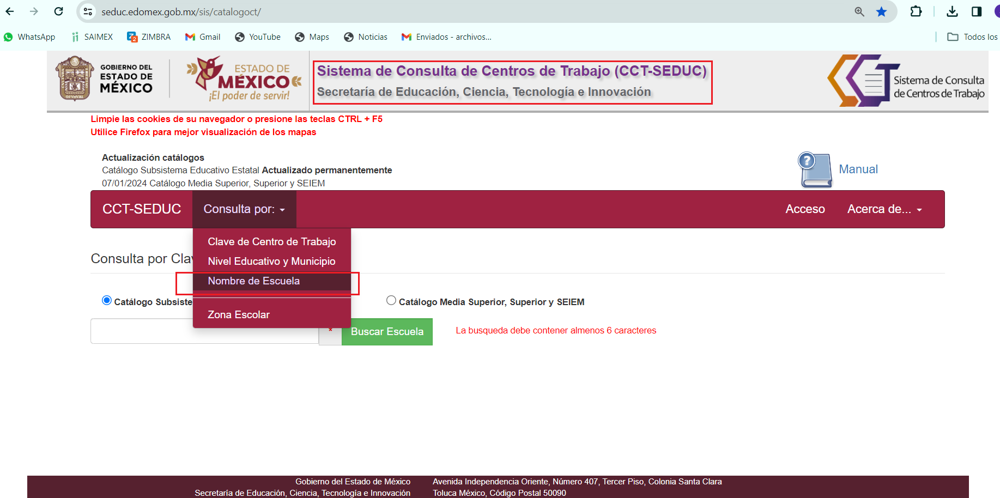 seduc.edomex.gob.mx/sis/catalogoct/
WhatsApp SAIMEX ZIMBRA Gmail YouTube Maps Noticias Enviados - archivos... Todos los
GOBIERNO DEL
ESTADO DE
MÉXICO
ESTADO DE
MÉXICO
¡El poder de servir!
Sistema de Consulta de Centros de Trabajo (CCT-SEDUC)
Secretaría de Educación, Ciencia, Tecnología e Innovación
Sistema de Consulta
de Centros de Trabajo
Limpie las cookies de su navegador o presione las teclas CTRL + F5
Utilice Firefox para mejor visualización de los mapas
Actualización catálogos
Catálogo Subsistema Educativo Estatal Actualizado permanentemente
07/01/2024 Catálogo Media Superior, Superior y SEIEM
Manual
CCT-SEDUC Consulta por: Acceso Acerca de...
Clave de Centro de Trabajo
Consulta por Clav
Nivel Educativo y Municipio
Nombre de Escuela
Catálogo Subsiste Catálogo Media Superior, Superior y SEIEM
Zona Escolar
* Buscar Escuela La busqueda debe contener almenos 6 caracteres
Gobierno del Estado de México Avenida Independencia Oriente, Número 407, Tercer Piso, Colonia Santa Clara
Secretaría de Educación, Ciencia, Tecnología e Innovación Toluca México, Código Postal 50090